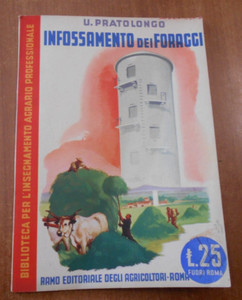 U. PRATOLONGO
INFOSSAMENTO DEI FORAGGI
BIBLIOTECA PER L'INSEGNAMENTO AGRARIO PROFESSIONALE
£.25
FUORI ROMA
RAMO EDITORIALE DEGLI AGRICOLTORI-ROMA